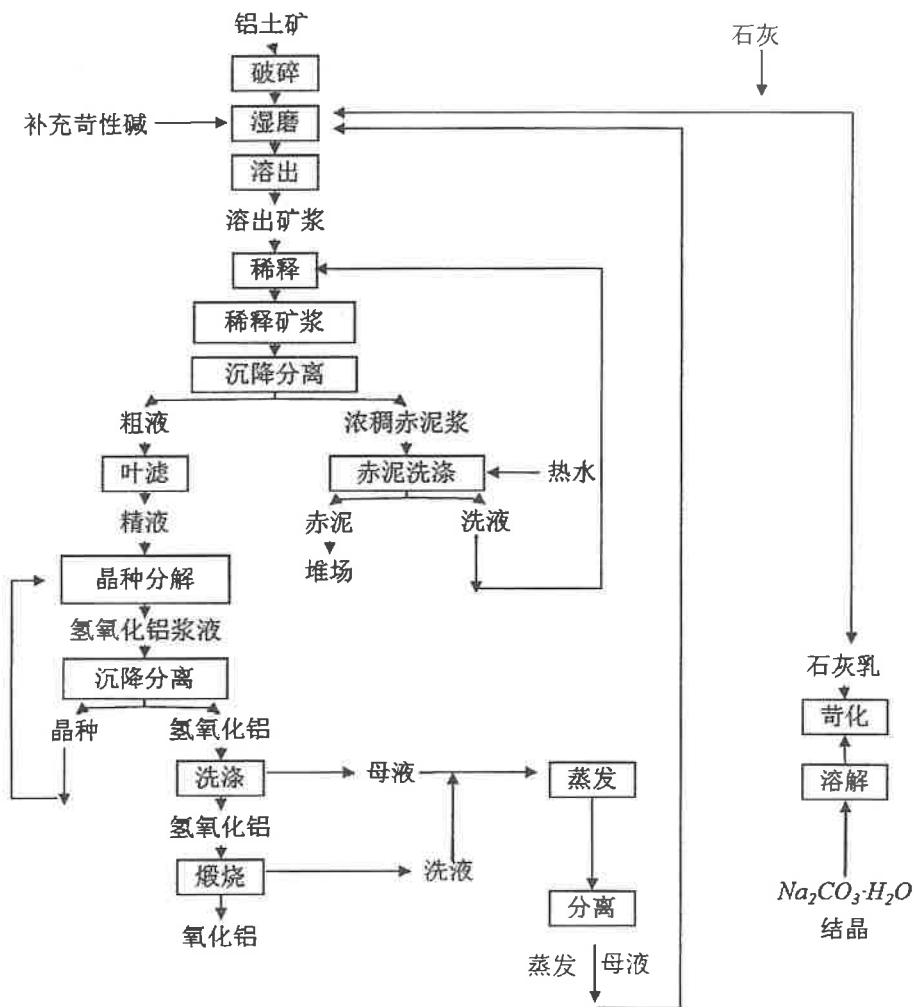 铝土矿
石灰
破碎
补充苛性碱
湿磨
溶出
溶出矿浆
稀释
稀释矿浆
沉降分离
粗液
浓稠赤泥浆
叶滤
赤泥洗涤
热水
精液
赤泥
洗液
堆场
晶种分解
氢氧化铝浆液
沉降分离
石灰乳
晶种
氢氧化铝
苛化
洗涤
母液
蒸发
溶解
氢氧化铝
煅烧
洗液
Na₂CO₃·H₂O
分离
结晶
氧化铝
蒸发 母液